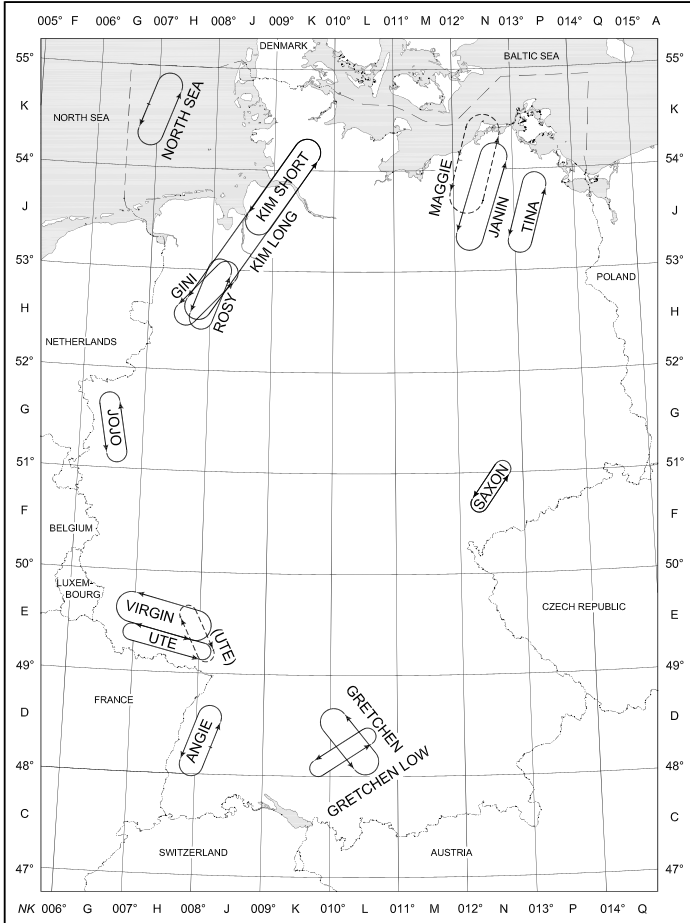 005° F 006° G 007° H 008° J 009° K 010° L 011° M 012° N 013° P 014° Q 015° A
DENMARK
BALTIC SEA
55° 55°
K K
NORTH SEA
NORTH SEA
54° 54°
KIM SHORT
MAGGIE
J J
JANIN
TINA
KIM LONG
53° 53°
GINI
POLAND
ROSY
H H
NETHERLANDS
52° 52°
G G
JOJO
51° 51°
SAXON
F F
BELGIUM
50° 50°
LUXEM-
BOURG
VIRGIN
E E
CZECH REPUBLIC
UTE
(UTE)
49° 49°
FRANCE
GRETCHEN
D D
ANGIE
48° 48°
GRETCHEN LOW
C C
SWITZERLAND
AUSTRIA
47° 47°
NK 006° G 007° H 008° J 009° K 010° L 011° M 012° N 013° P 014° Q